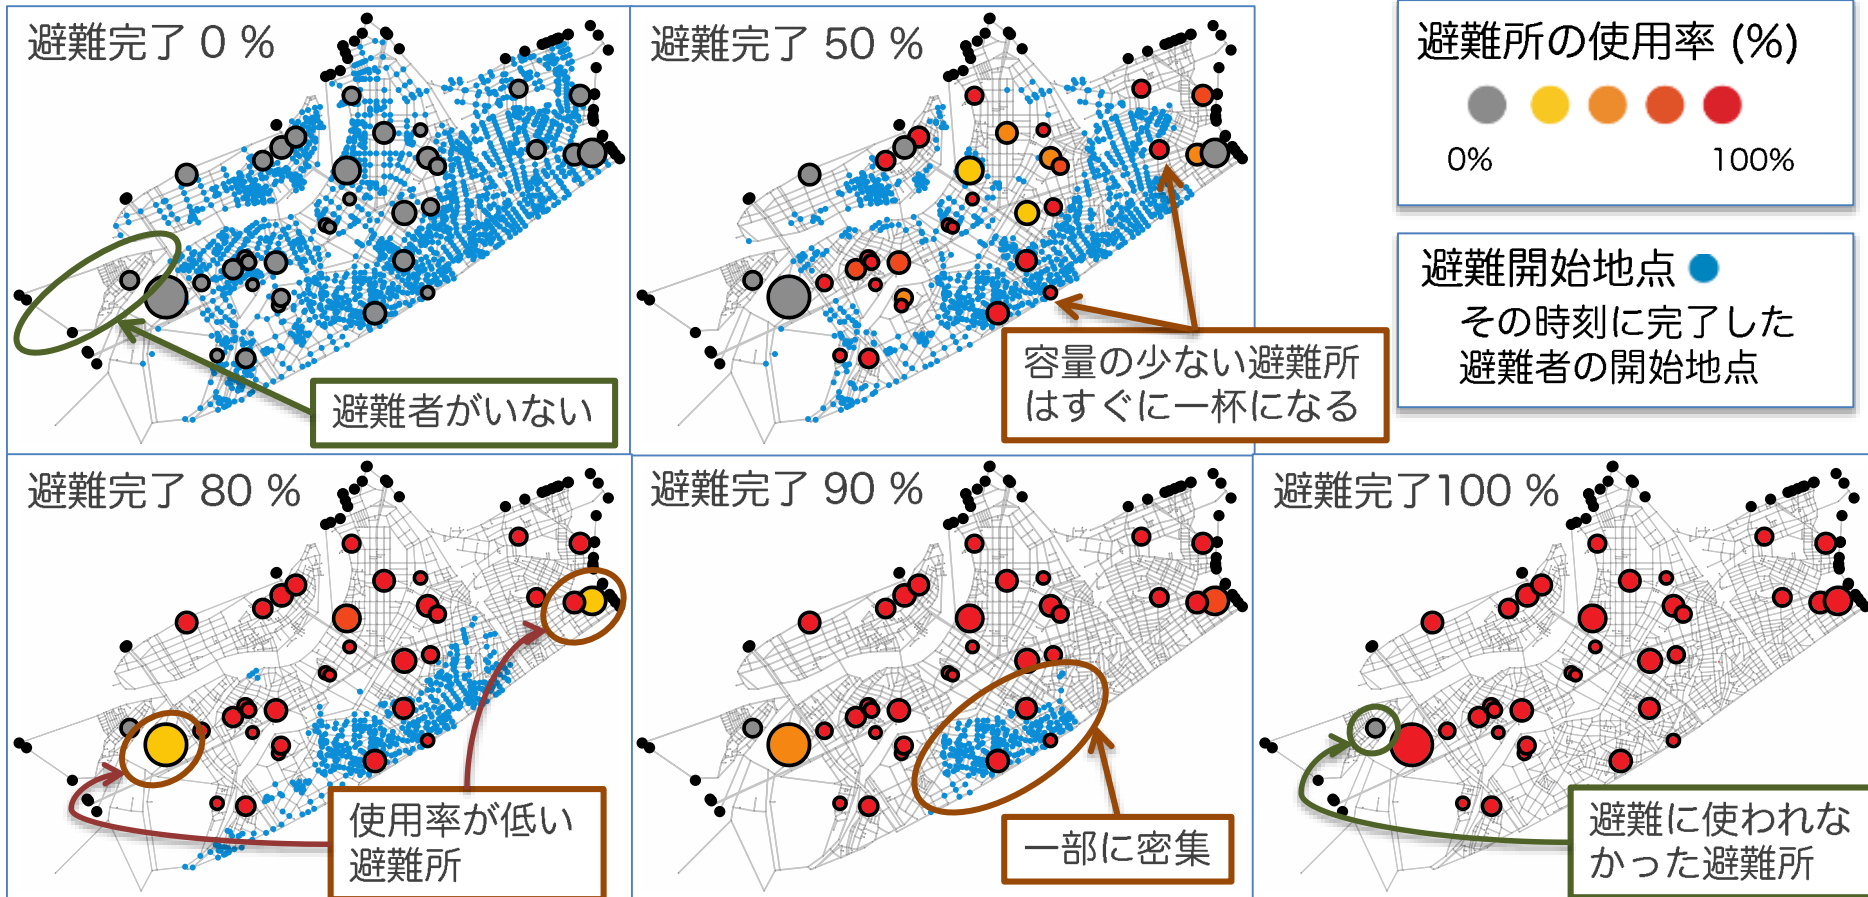 避難完了 0 %
避難者がいない
避難完了 50 %
容量の少ない避難所
はすぐに一杯になる
避難所の使用率 (%)
0%
100%
避難開始地点
その時刻に完了した
避難者の開始地点
避難完了 80 %
使用率が低い
避難所
避難完了 90 %
一部に密集
避難完了100 %
避難に使われな
かった避難所